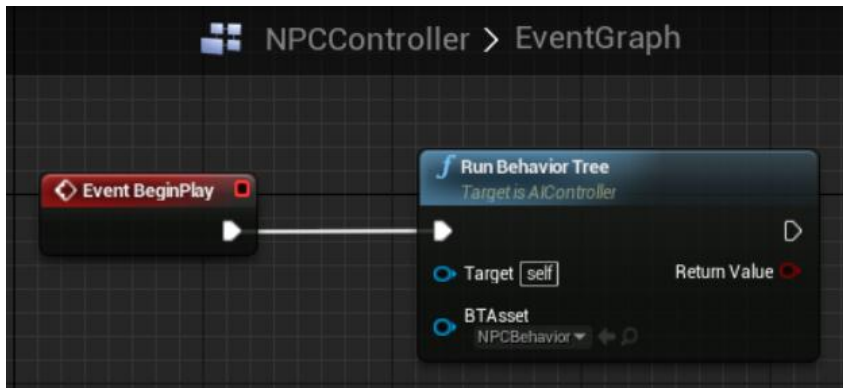 NPCController > EventGraph
Event BeginPlay
f Run Behavior Tree
Target is AIController
Target self
Return Value
BTAsset
NPCBehavior